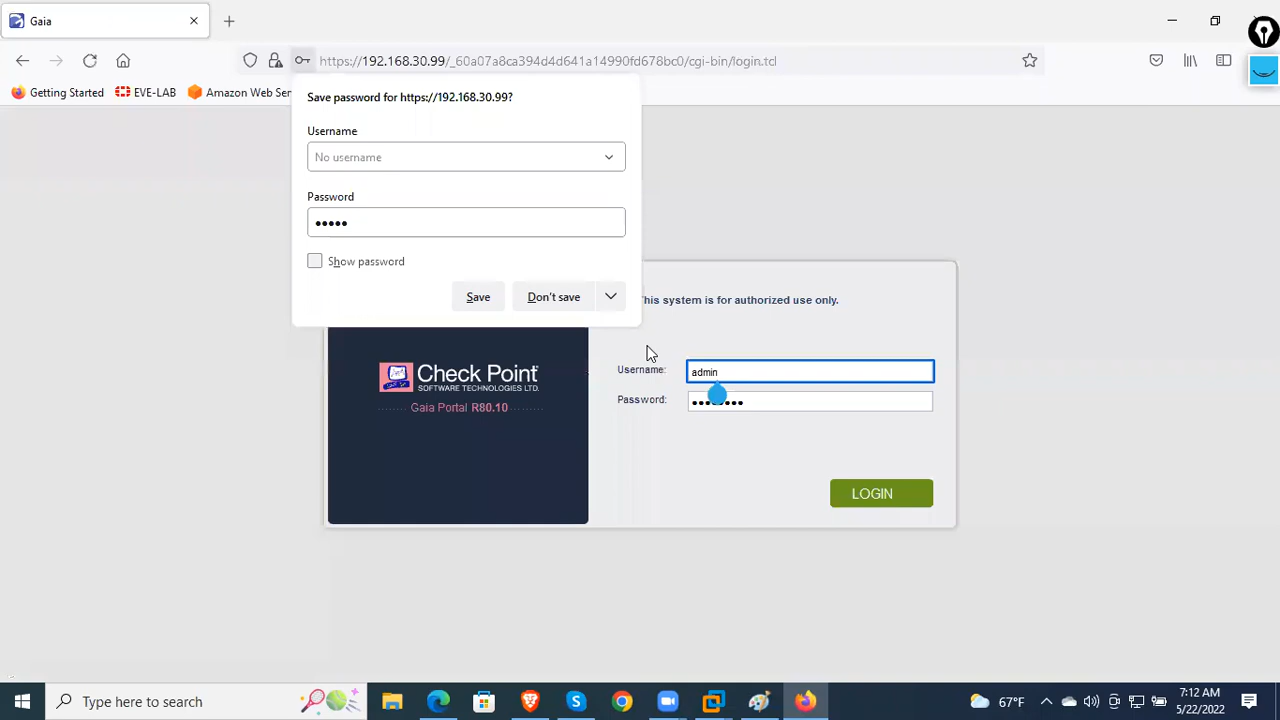 Gaia
https://192.168.30.99/_60a07a8ca394d4d641a14990fd678bc0/cgi-bin/login.tcl
Getting Started
EVE-LAB
Amazon Web Ser
Save password for https://192.168.30.99?
Username
No username
Password
Show password
Save
Don't save
This system is for authorized use only.
Check Point
SOFTWARE TECHNOLOGIES LTD.
Gaia Portal R80.10
Username:
admin
Password:
LOGIN
Type here to search
67°F
7:12 AM
5/22/2022